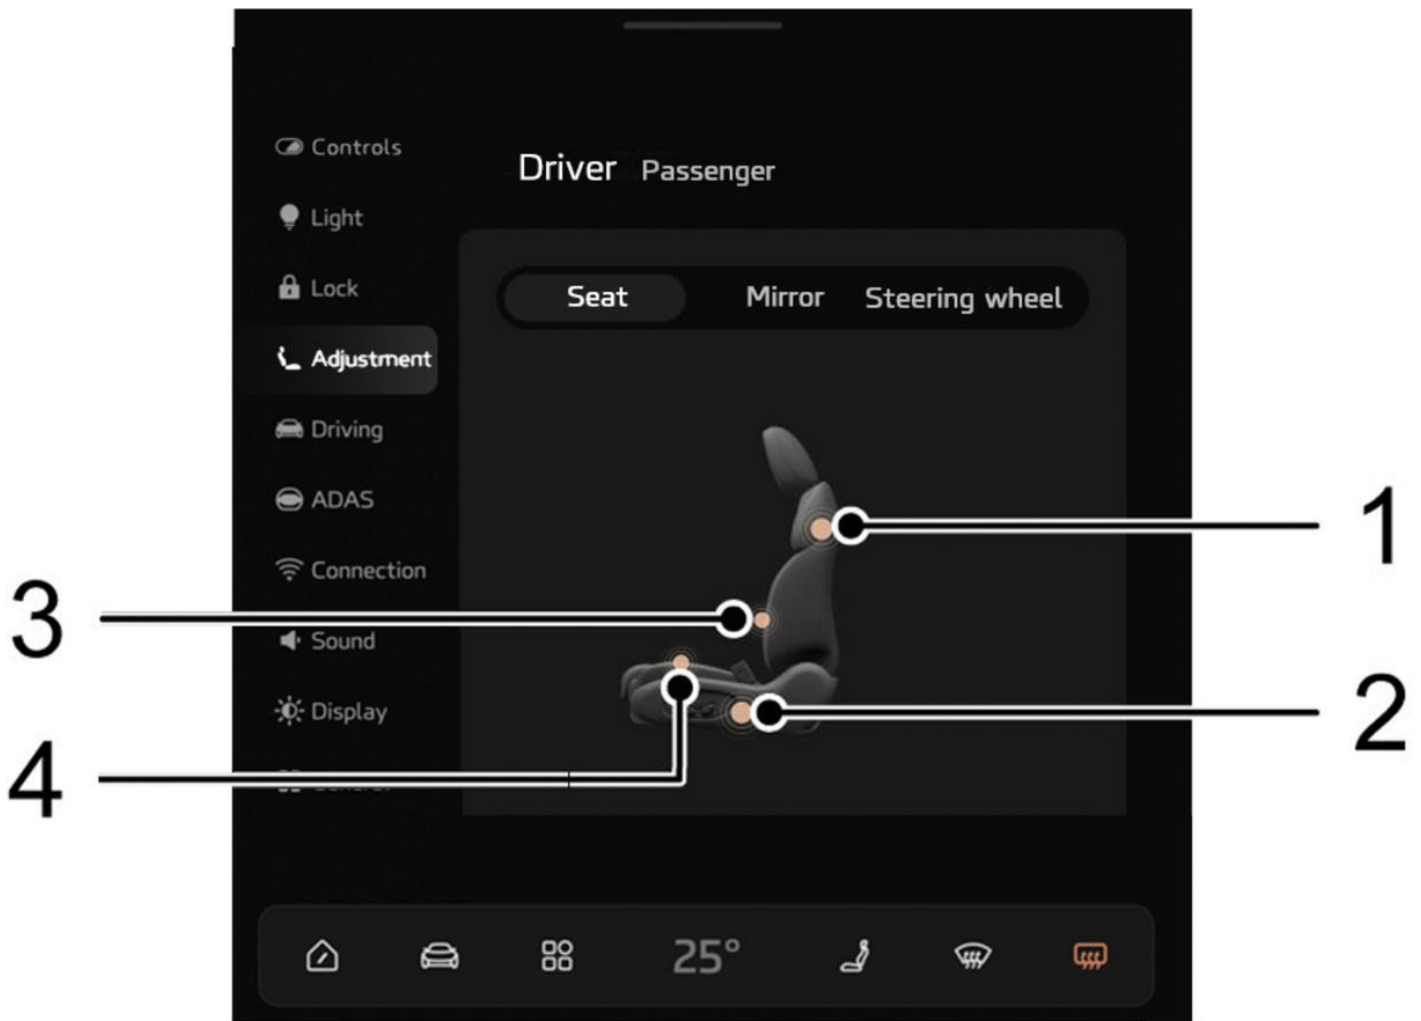 Controls
Driver Passenger
Light
Lock
Seat Mirror Steering wheel
Adjustment
Driving
ADAS
1
Connection
3
Sound
2
Display
4
25°